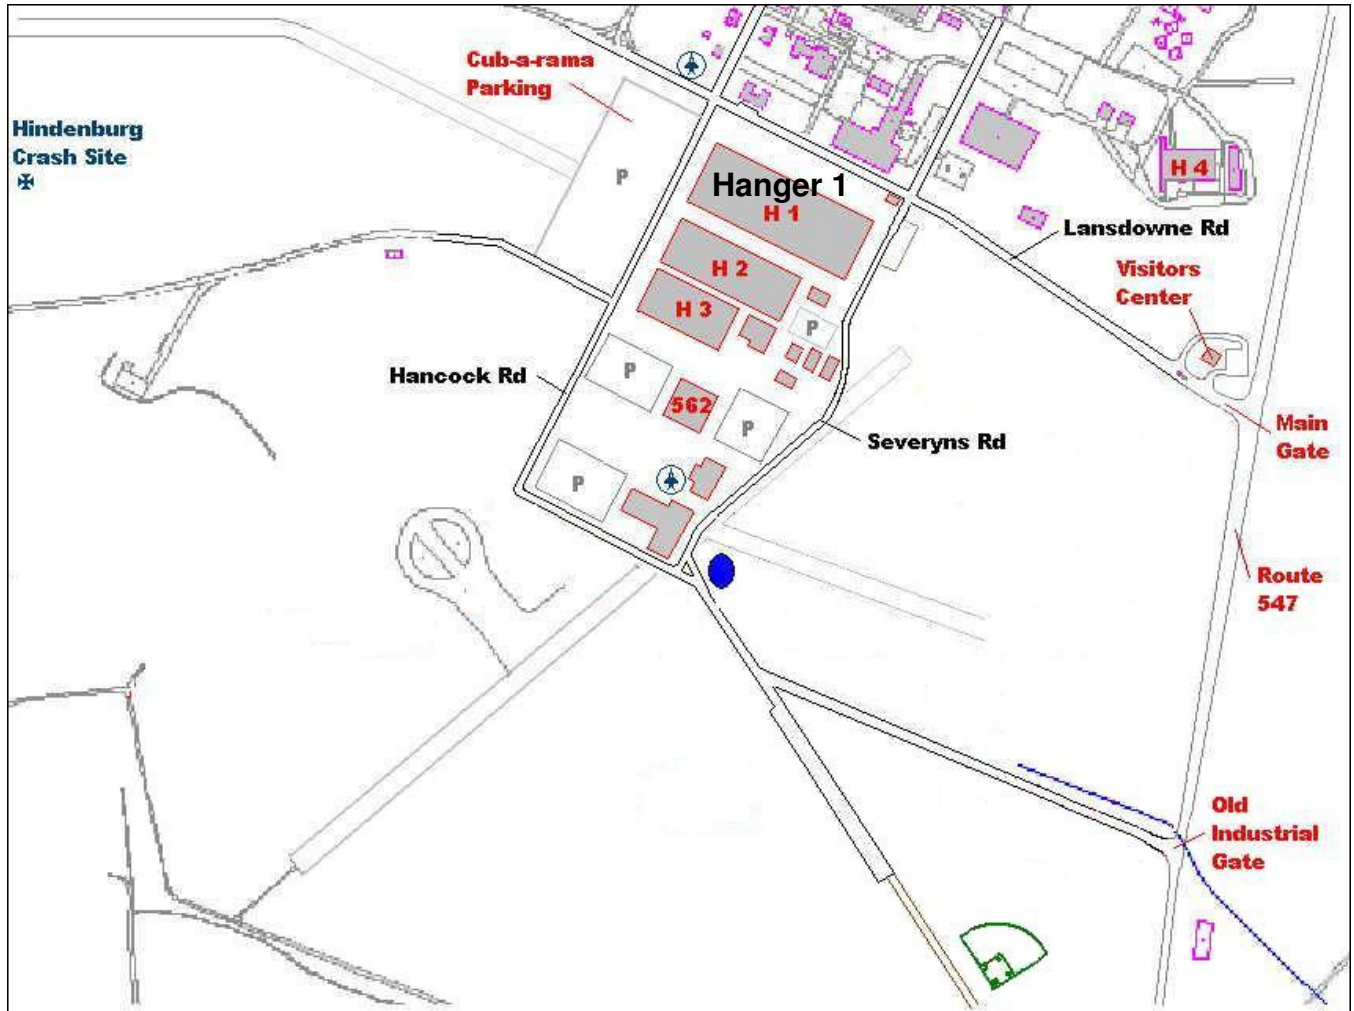 Cub-a-rama
Parking
Hindenburg
Crash Site
P
Hanger 1
H 1
H 4
Lansdowne Rd
H 2
Visitors
Center
H 3
P
P
Hancock Rd
562
P
Severyns Rd
Main
Gate
P
Route
547
Old
Industrial
Gate